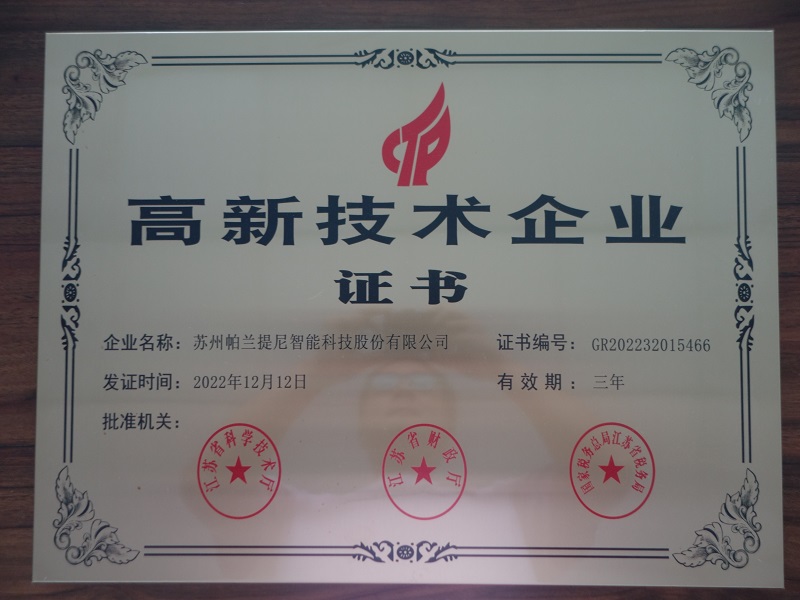 CTP
高新技术企业
证书
企业名称：苏州帕兰提尼智能科技股份有限公司 证书编号：GR202232015466
发证时间：2022年12月12日 有效期：三年
批准机关：
江苏省科学技术厅 江苏省财政厅 国家税务总局江苏省税务局